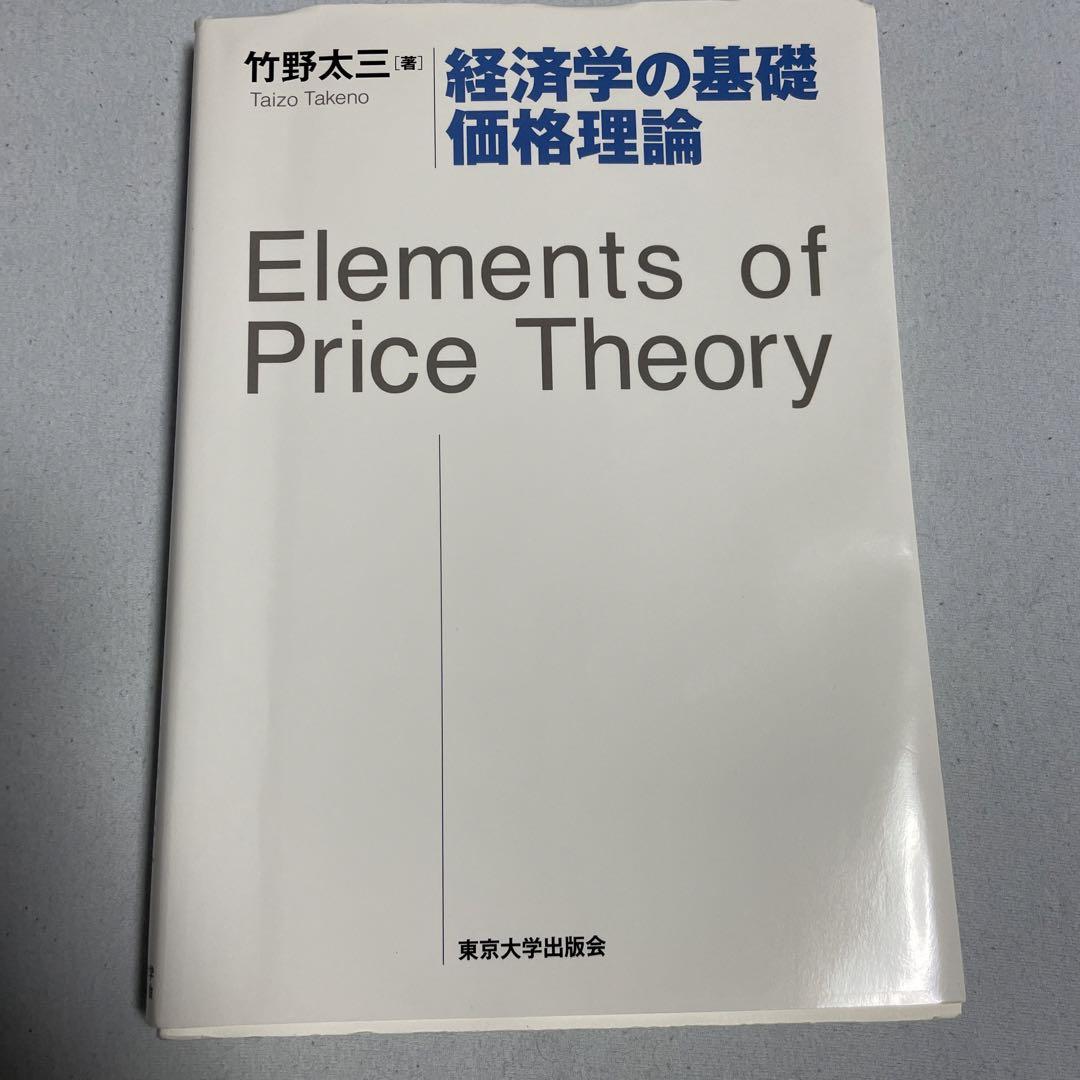 竹野太三[著]
Taizo Takeno
経済学の基礎
価格理論
Elements of
Price Theory
東京大学出版会